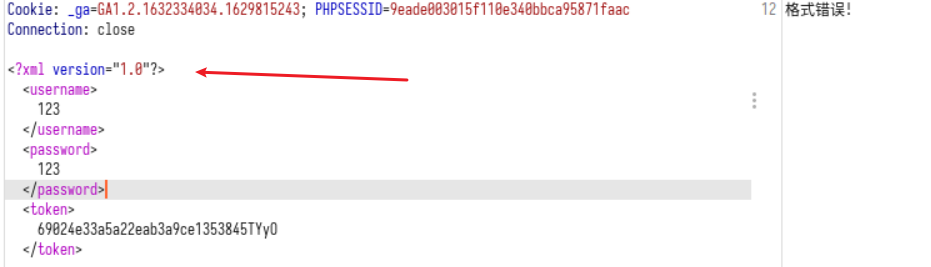 Cookie: _ga=GA1.2.1632334034.1629815243; PHPSESSID=9eade003015f110e340bbca95871faac
Connection: close
<?xml version="1.0"?>
<username>
123
</username>
<password>
123
</password>
<token>
69024e33a5a22eab3a9ce1353845TYyO
</token>
12 格式错误!